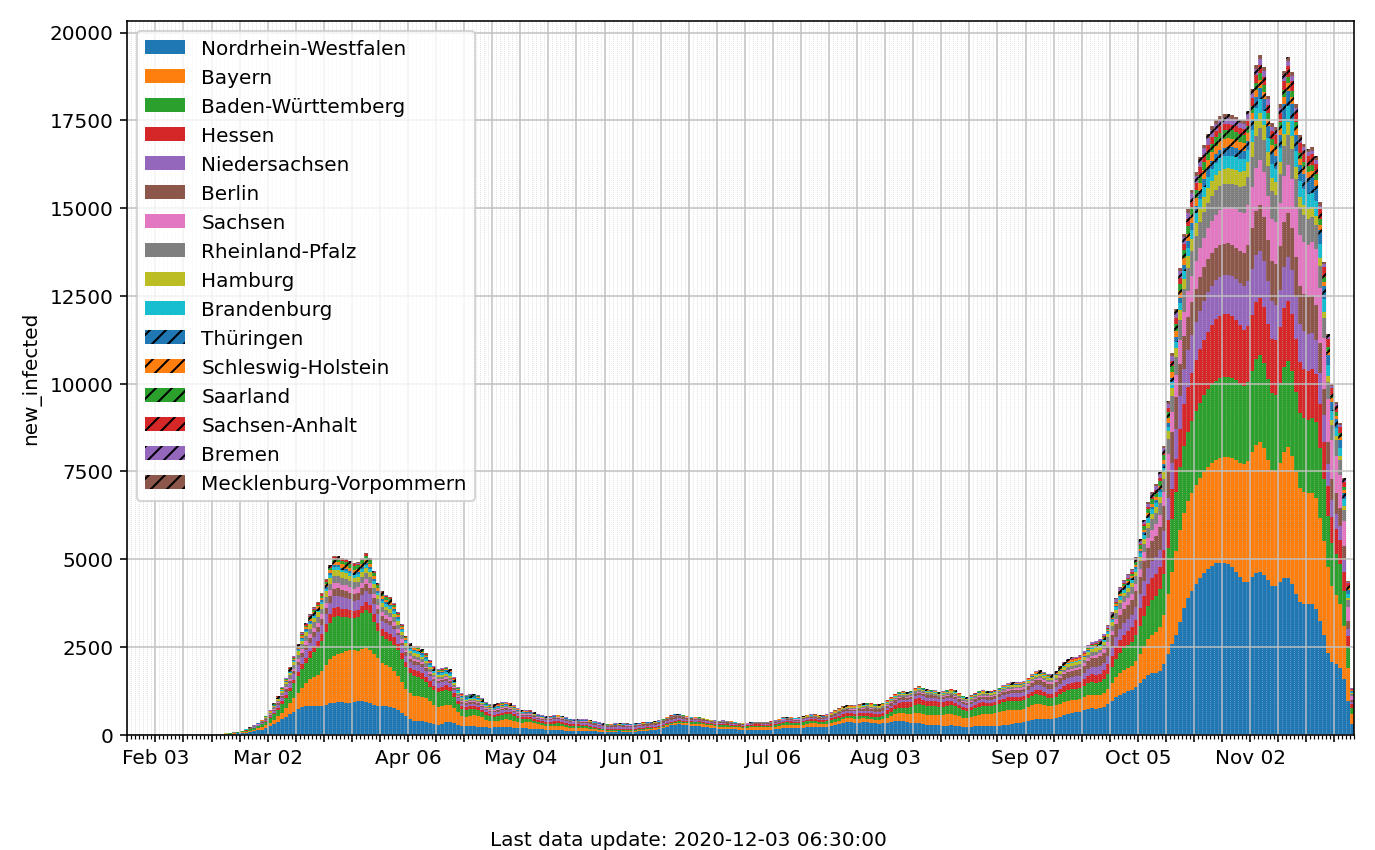 20000
17500
15000
12500
10000
7500
5000
2500
0
new_infected
Nordrhein-Westfalen
Bayern
Baden-Württemberg
Hessen
Niedersachsen
Berlin
Sachsen
Rheinland-Pfalz
Hamburg
Brandenburg
Thüringen
Schleswig-Holstein
Saarland
Sachsen-Anhalt
Bremen
Mecklenburg-Vorpommern
Feb 03 Mar 02 Apr 06 May 04 Jun 01 Jul 06 Aug 03 Sep 07 Oct 05 Nov 02
Last data update: 2020-12-03 06:30:00